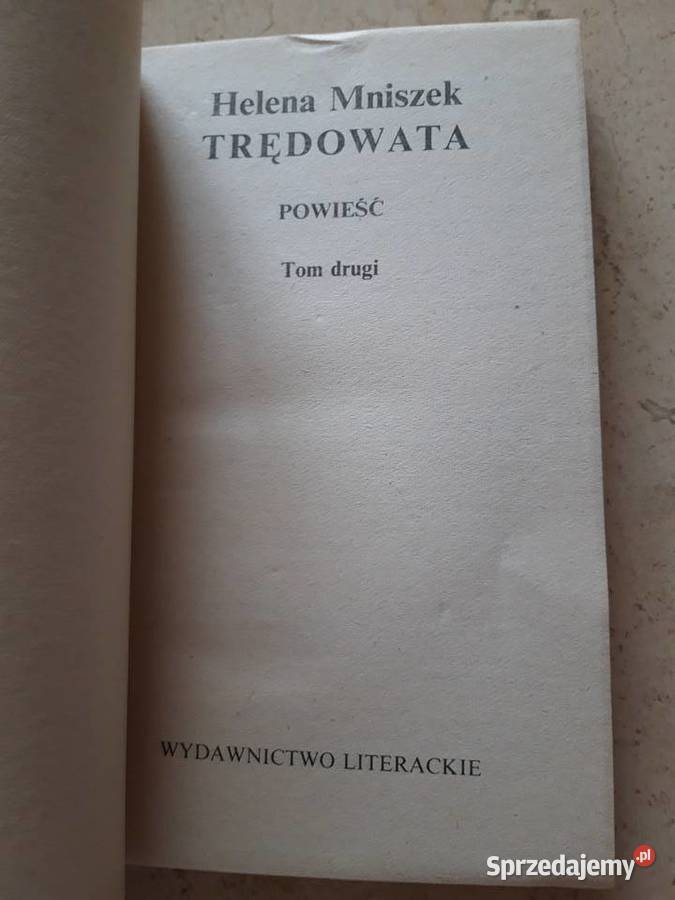 Helena Mniszek
TRĘDOWATA
POWIEŚĆ
Tom drugi
WYDAWNICTWO LITERACKIE
Sprzedajemy.pl